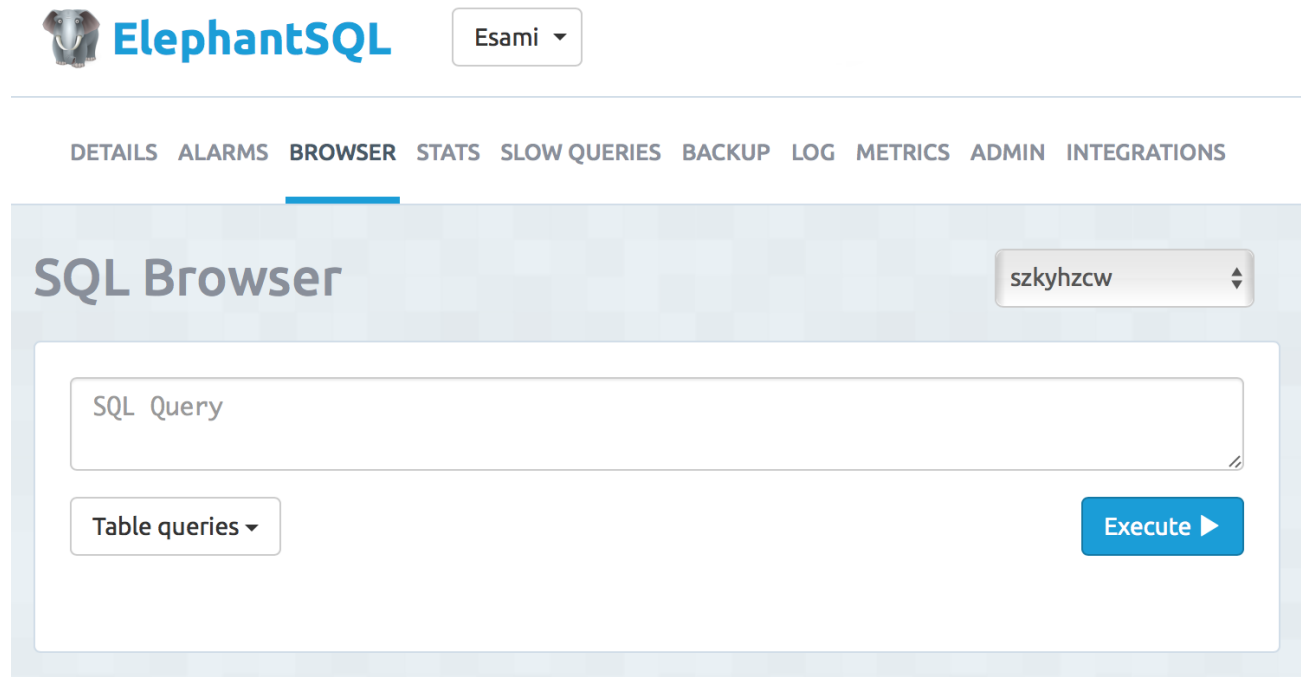 ElephantSQL Esami
DETAILS ALARMS BROWSER STATS SLOW QUERIES BACKUP LOG METRICS ADMIN INTEGRATIONS
SQL Browser szkyhzcw
SQL Query
Table queries Execute